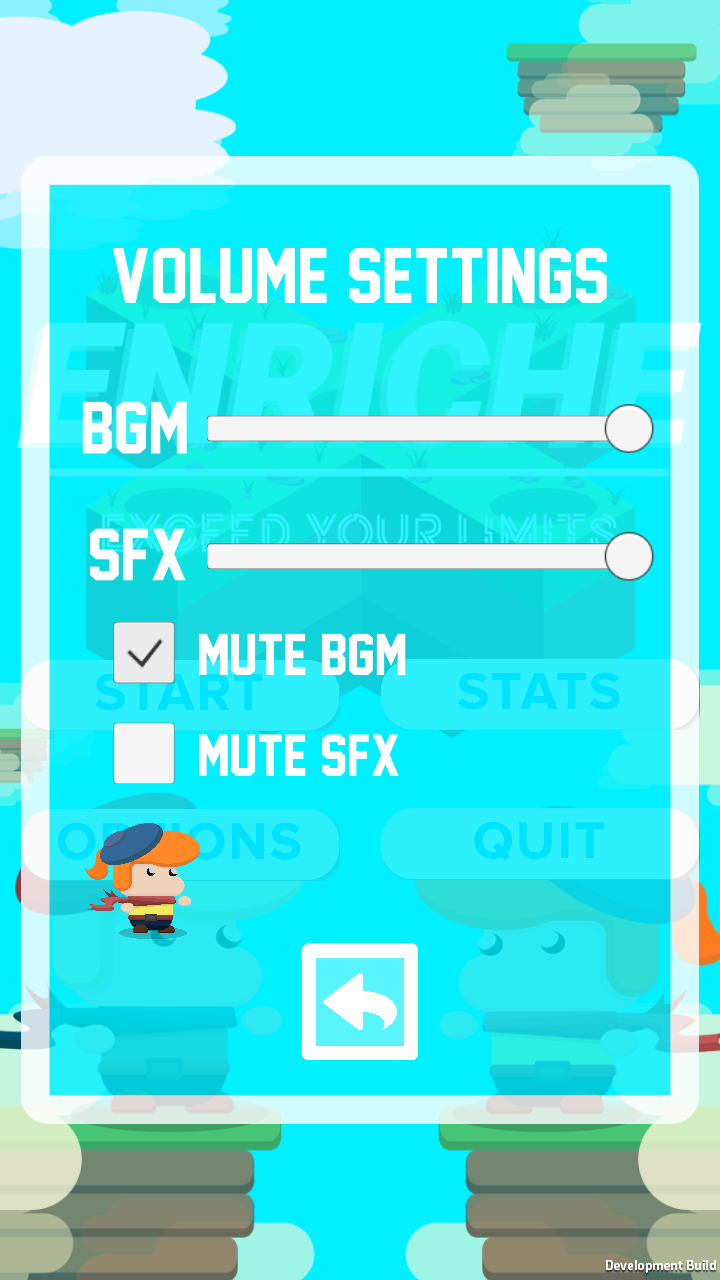 VOLUME SETTINGS
ENRICHE
BGM
EXCEED YOUR LIMITS
SFX
MUTE BGM
START
STATS
MUTE SFX
OPTIONS
QUIT
Development Build